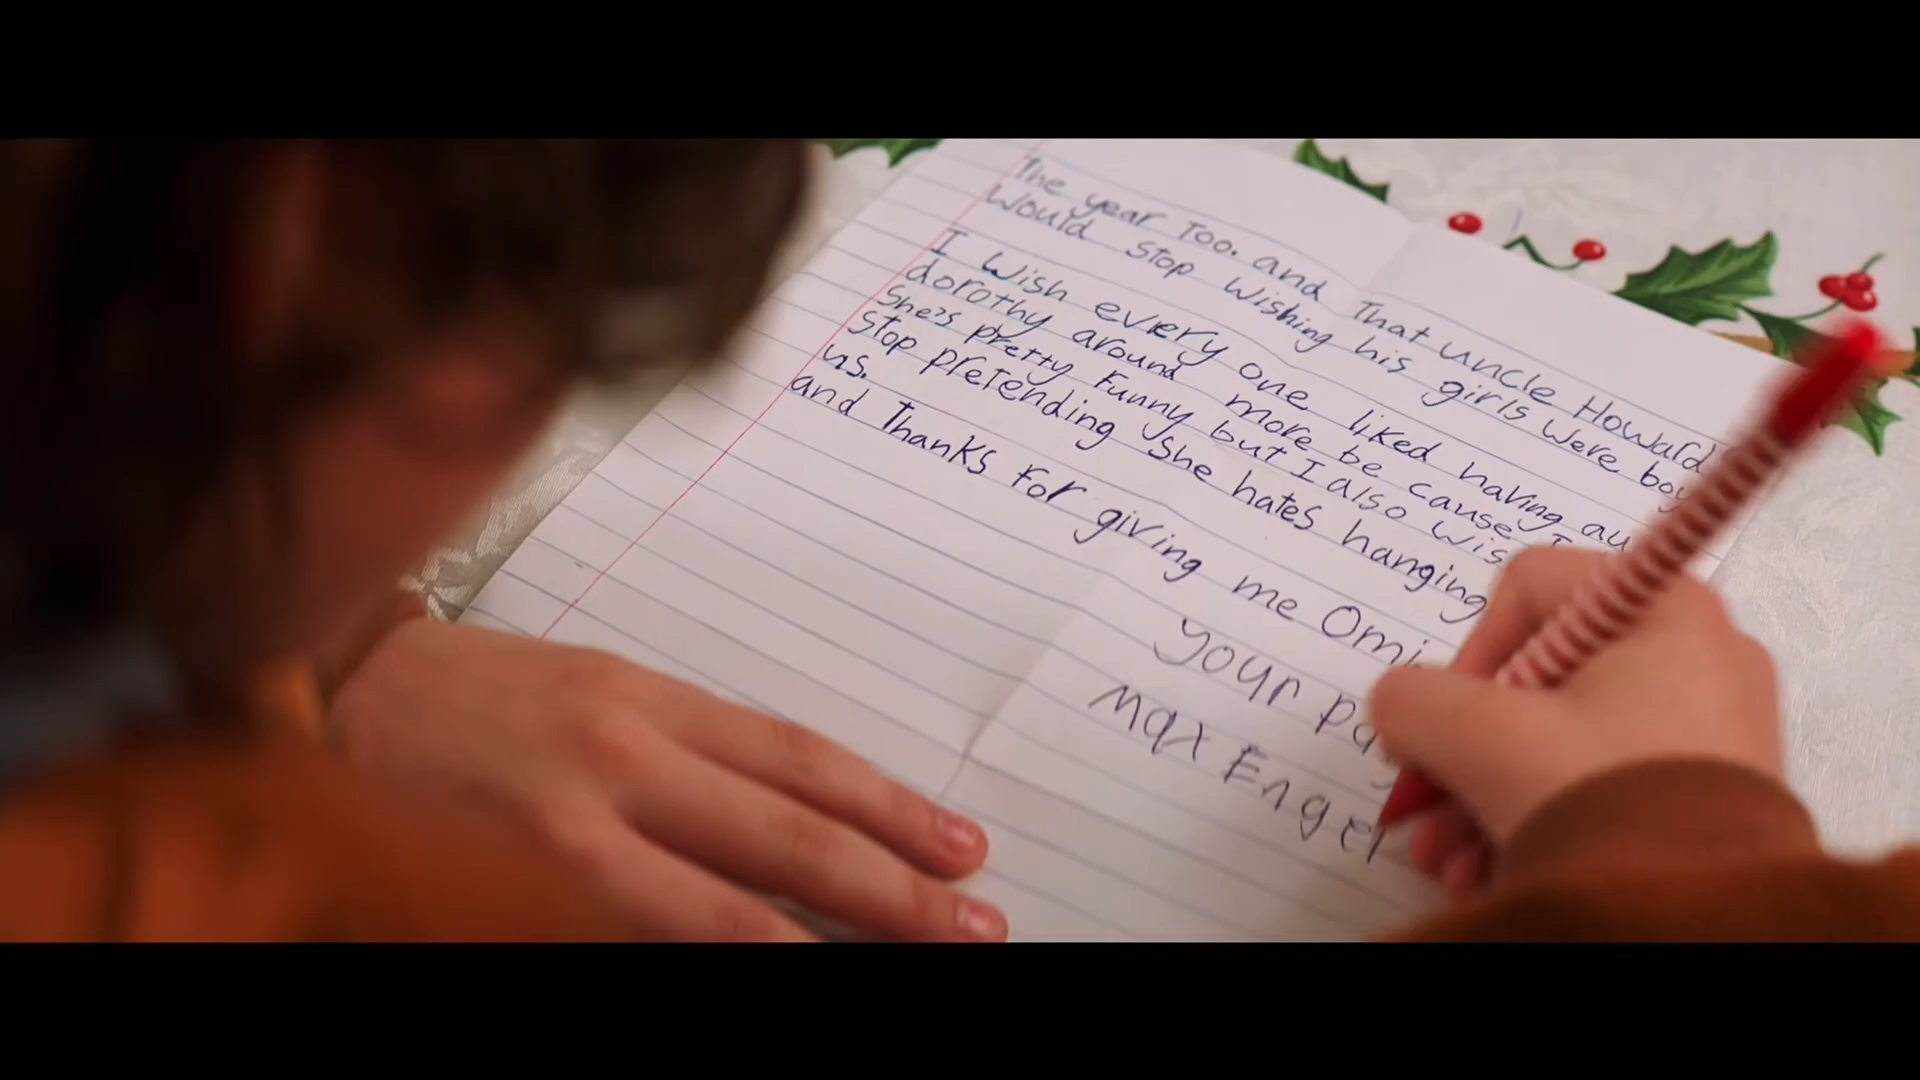 The year Too. and That uncle Howard
Would stop Wishing his girls Were
I Wish every one liked having
dorothy around more be cause
She's pretty Funny but I also
Stop pretending She hates hanging
us.
and Thanks For giving me Omi
your
Max Engel